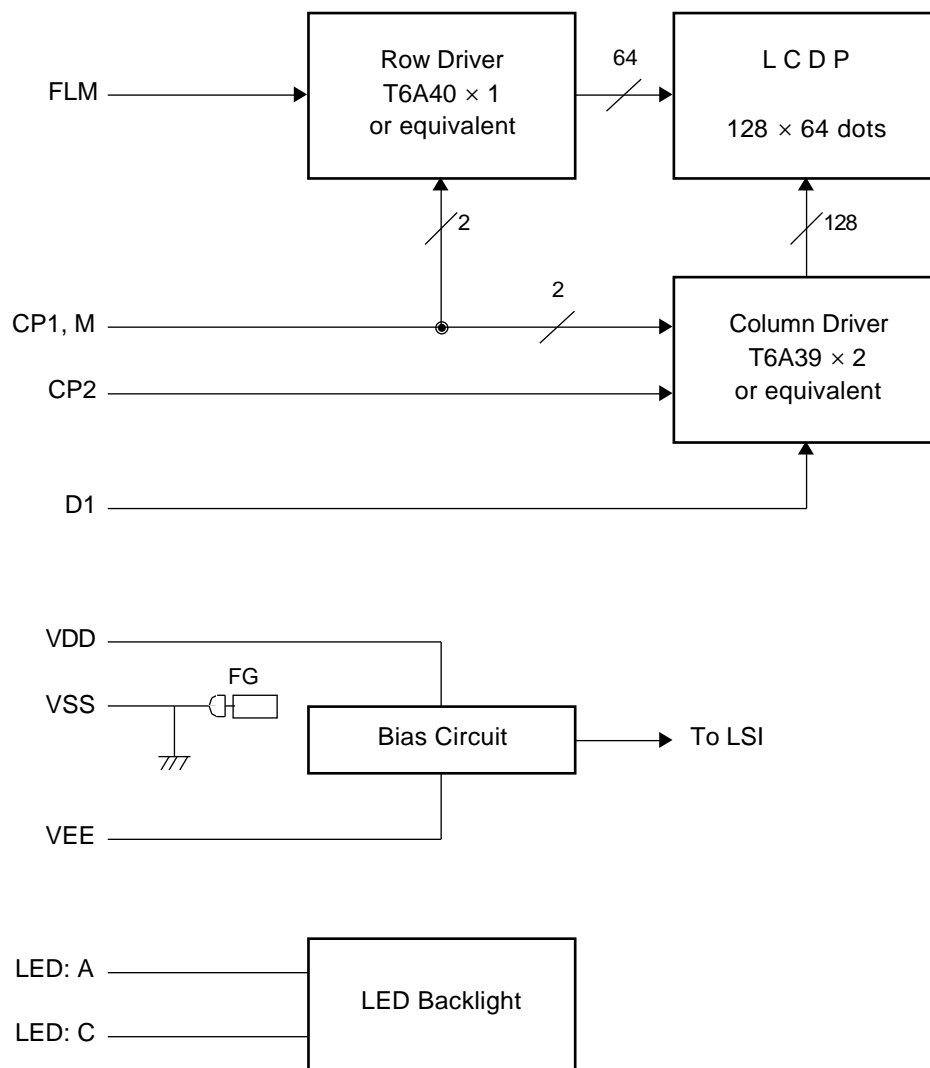 FLM
Row Driver
T6A40 × 1
or equivalent
64
L C D P
128 × 64 dots
2
128
CP1, M
2
Column Driver
T6A39 × 2
or equivalent
CP2
D1
VDD
FG
VSS
Bias Circuit
To LSI
VEE
LED: A
LED Backlight
LED: C